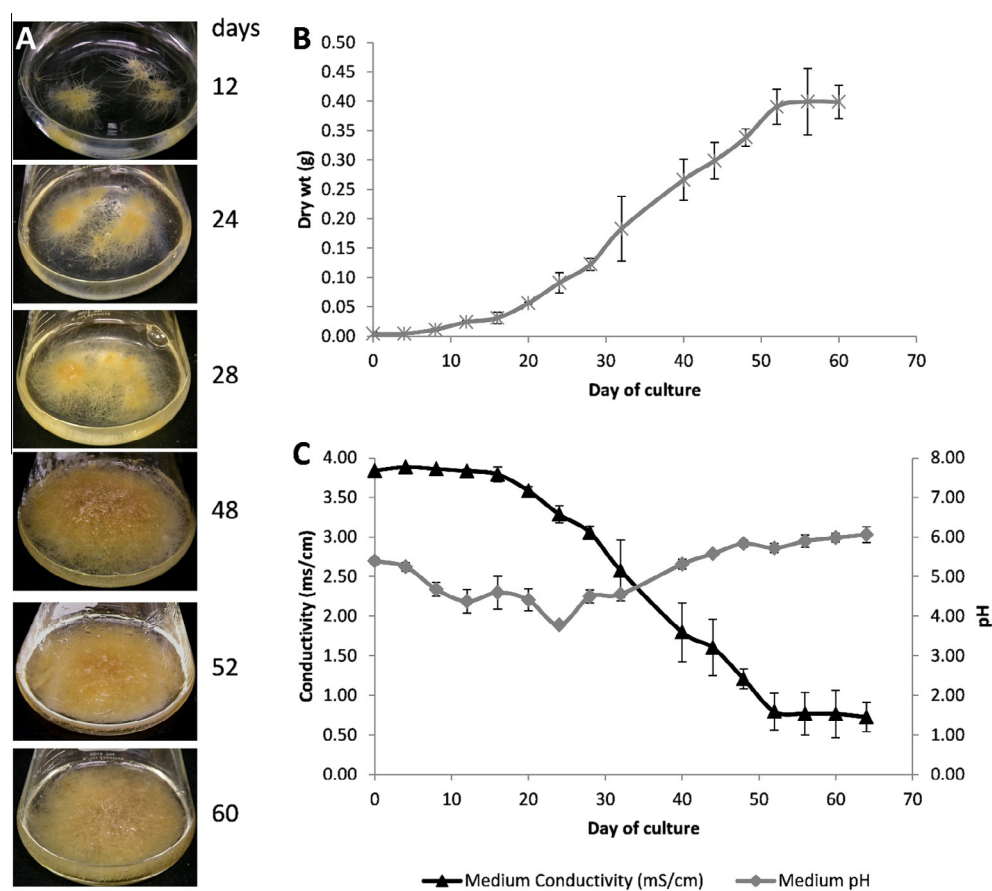 A
days
12
24
28
48
52
60
B
0.50
0.45
0.40
0.35
0.30
0.25
0.20
0.15
0.10
0.05
0.00
Dry wt (g)
0 10 20 30 40 50 60 70
Day of culture
C
4.00
3.50
3.00
2.50
2.00
1.50
1.00
0.50
0.00
Conductivity (ms/cm)
8.00
7.00
6.00
5.00
4.00
3.00
2.00
1.00
0.00
pH
0 10 20 30 40 50 60 70
Day of culture
Medium Conductivity (mS/cm) Medium pH